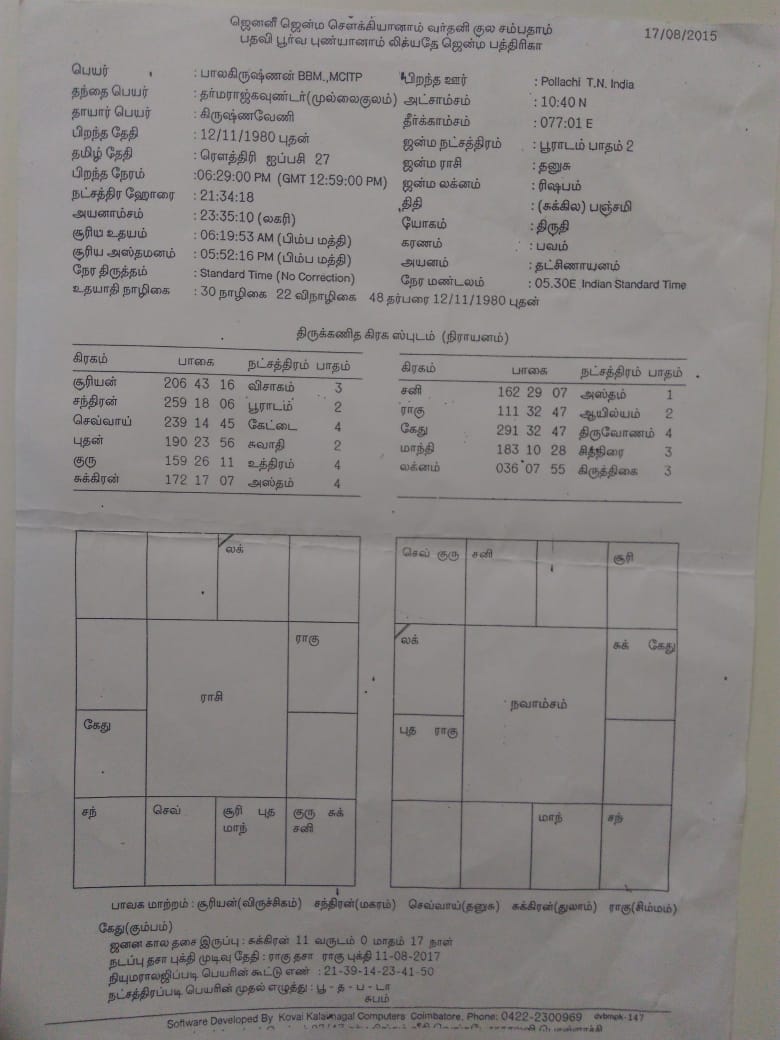 ஜெனனீ ஜென்ம சௌக்கியானாம் வர்தனி குல சம்பதாம்
பதவி பூர்வ புண்யானாம் லிக்யதே ஜென்ம பத்திரிகா
17/08/2015
பெயர் : பாலகிருஷ்ணன் BBM.,MCITP
தந்தை பெயர் : தர்மராஜ்கவுண்டர்(முல்லைகுலம்)
தாயார் பெயர் : கிருஷ்ணவேணி
பிறந்த தேதி : 12/11/1980 புதன்
தமிழ் தேதி : ரௌத்திரி ஐப்பசி 27
பிறந்த நேரம் :06:29:00 PM (GMT 12:59:00 PM)
நட்சத்திர ஹோரை : 21:34:18
அயனாம்சம் : 23:35:10 (லகரி)
சூரிய உதயம் : 06:19:53 AM (பிம்ப மத்தி)
சூரிய அஸ்தமனம் : 05:52:16 PM (பிம்ப மத்தி)
நேர திருத்தம் : Standard Time (No Correction)
உதயாதி நாழிகை : 30 நாழிகை 22 விநாழிகை 48 தர்பரை 12/11/1980 புதன்
பிறந்த ஊர் : Pollachi T.N. India
அட்சாம்சம் : 10:40 N
தீர்க்காம்சம் : 077:01 E
ஜன்ம நட்சத்திரம் : பூராடம் பாதம் 2
ஜன்ம ராசி : தனுசு
ஜன்ம லக்னம் : ரிஷபம்
திதி : (சுக்கில) பஞ்சமி
யோகம் : திருதி
கரணம் : பவம்
அயனம் : தட்சிணாயனம்
நேர மண்டலம் : 05.30E Indian Standard Time
திருக்கணித கிரக ஸ்புடம் (நிராயனம்)
கிரகம் பாகை நட்சத்திரம் பாதம்
சூரியன் 206 43 16 விசாகம் 3
சந்திரன் 259 18 06 பூராடம் 2
செவ்வாய் 239 14 45 கேட்டை 4
புதன் 190 23 56 சுவாதி 2
குரு 159 26 11 உத்திரம் 4
சுக்கிரன் 172 17 07 அஸ்தம் 4
கிரகம் பாகை நட்சத்திரம் பாதம்
சனி 162 29 07 அஸ்தம் 1
ராகு 111 32 47 ஆயில்யம் 2
கேது 291 32 47 திருவோணம் 4
மாந்தி 183 10 28 சித்திரை 3
லக்னம் 036 07 55 கிருத்திகை 3
லக்
ராகு
ராசி
கேது
சந் செவ் சூரி புத குரு சுக்
மாந் சனி
செவ் குரு சனி சூரி
லக் சுக் கேது
நவாம்சம்
புத ராகு
மாந் சந்
பாவக மாற்றம் : சூரியன்(விருச்சிகம்) சந்திரன்(மகரம்) செவ்வாய்(தனுசு) சுக்கிரன்(துலாம்) ராகு(சிம்மம்)
கேது(கும்பம்)
ஜனன கால தசை இருப்பு : சுக்கிரன் 11 வருடம் 0 மாதம் 17 நாள்
நடப்பு தசா புக்தி முடிவு தேதி : ராகு தசா ராகு புக்தி 11-08-2017
நியுமராலஜிப்படி பெயரின் கூட்டு எண் : 21-39-14-23-41-50
நட்சத்திரப்படி பெயரின் முதல் எழுத்து : பூ - த - ப - டா
சுபம்
Software Developed By Kovai Kalaimagal Computers Coimbatore, Phone: 0422-2300969 dvbmpk-147